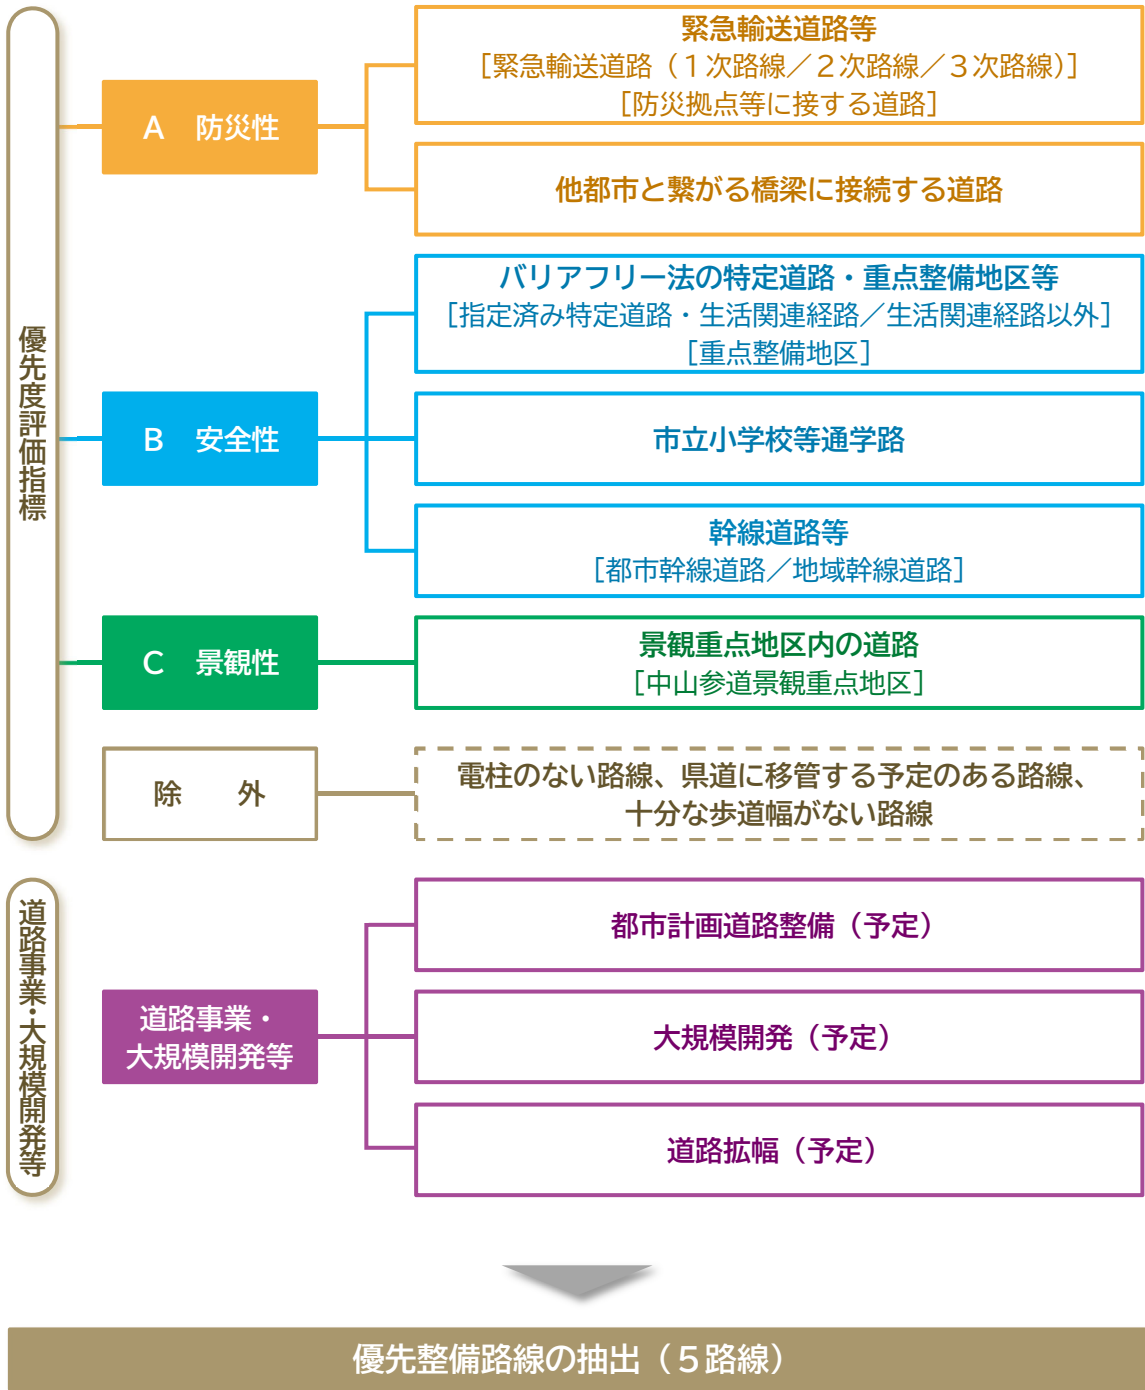 優先度評価指標
A 防災性
緊急輸送道路等
［緊急輸送道路（１次路線／２次路線／３次路線）］
［防災拠点等に接する道路］
他都市と繋がる橋梁に接続する道路
B 安全性
バリアフリー法の特定道路・重点整備地区等
［指定済み特定道路・生活関連経路／生活関連経路以外］
［重点整備地区］
市立小学校等通学路
幹線道路等
［都市幹線道路／地域幹線道路］
C 景観性
景観重点地区内の道路
［中山参道景観重点地区］
除 外
電柱のない路線、県道に移管する予定のある路線、
十分な歩道幅がない路線
道路事業・大規模開発等
道路事業・
大規模開発等
都市計画道路整備（予定）
大規模開発（予定）
道路拡幅（予定）
優先整備路線の抽出（５路線）